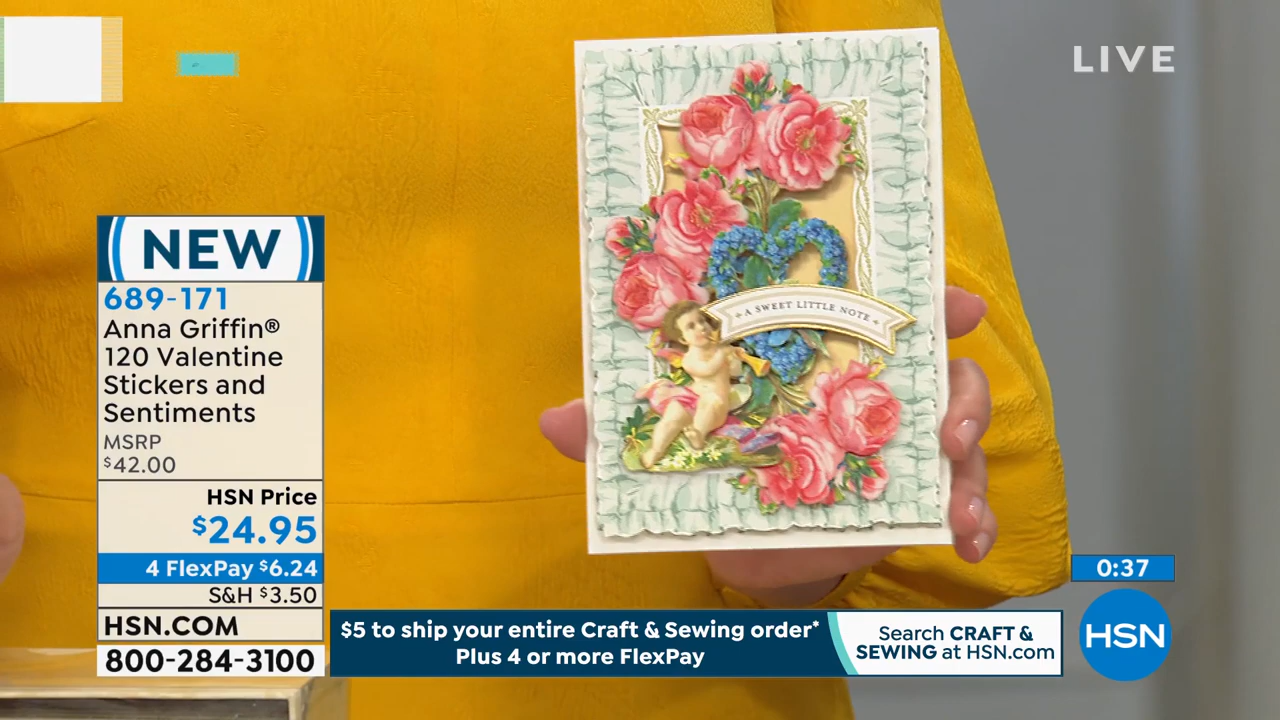 LIVE
NEW
689-171
Anna Griffin®
120 Valentine
Stickers and
Sentiments
MSRP
$42.00
HSN Price
$24.95
4 FlexPay $6.24
S&H $3.50
HSN.COM
800-284-3100
A SWEET LITTLE NOTE
0:37
$5 to ship your entire Craft & Sewing order*
Plus 4 or more FlexPay
Search CRAFT &
SEWING at HSN.com
HSN